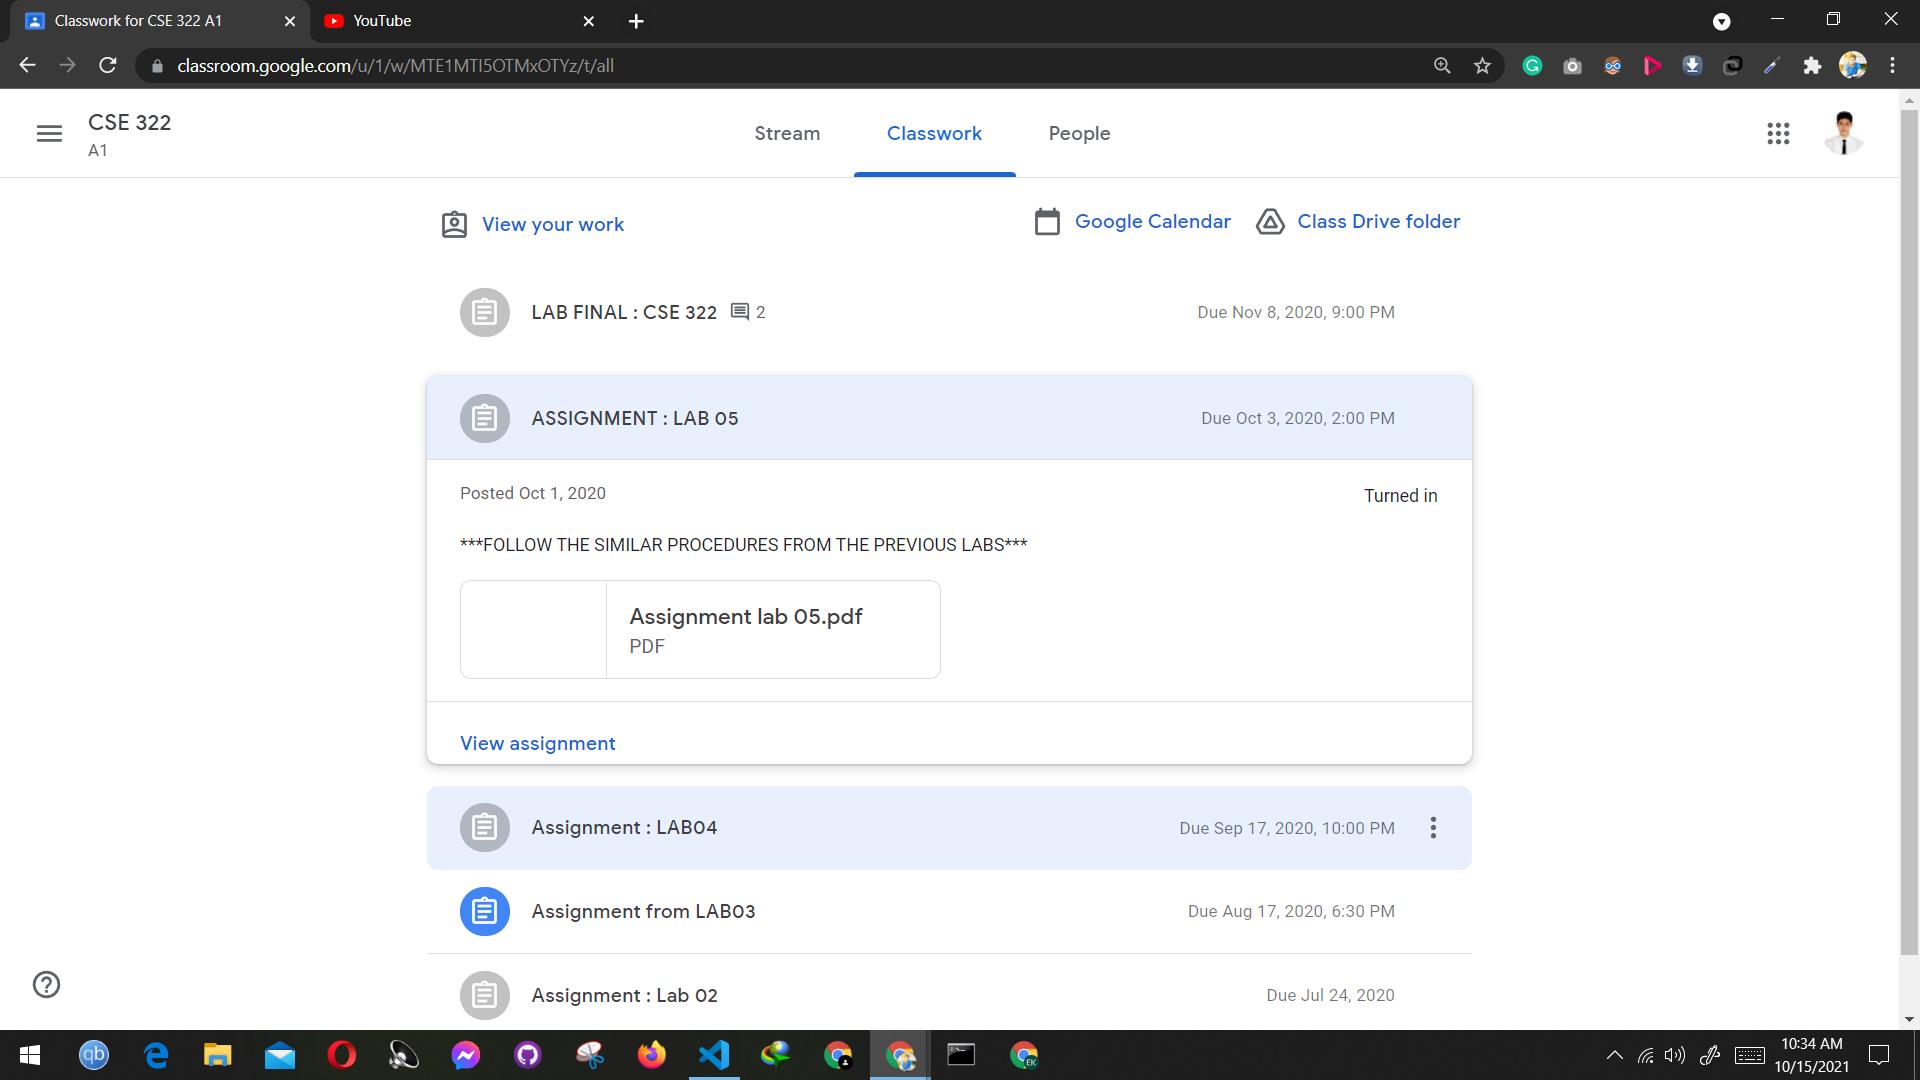 Classwork for CSE 322 A1
YouTube
classroom.google.com/u/1/w/MTE1MTI5OTMxOTYz/t/all
CSE 322
A1
Stream
Classwork
People
View your work
Google Calendar
Class Drive folder
LAB FINAL : CSE 322
2
Due Nov 8, 2020, 9:00 PM
ASSIGNMENT : LAB 05
Due Oct 3, 2020, 2:00 PM
Posted Oct 1, 2020
Turned in
***FOLLOW THE SIMILAR PROCEDURES FROM THE PREVIOUS LABS***
Assignment lab 05.pdf
PDF
View assignment
Assignment : LAB04
Due Sep 17, 2020, 10:00 PM
Assignment from LAB03
Due Aug 17, 2020, 6:30 PM
Assignment : Lab 02
Due Jul 24, 2020
qb
EK
10:34 AM
10/15/2021